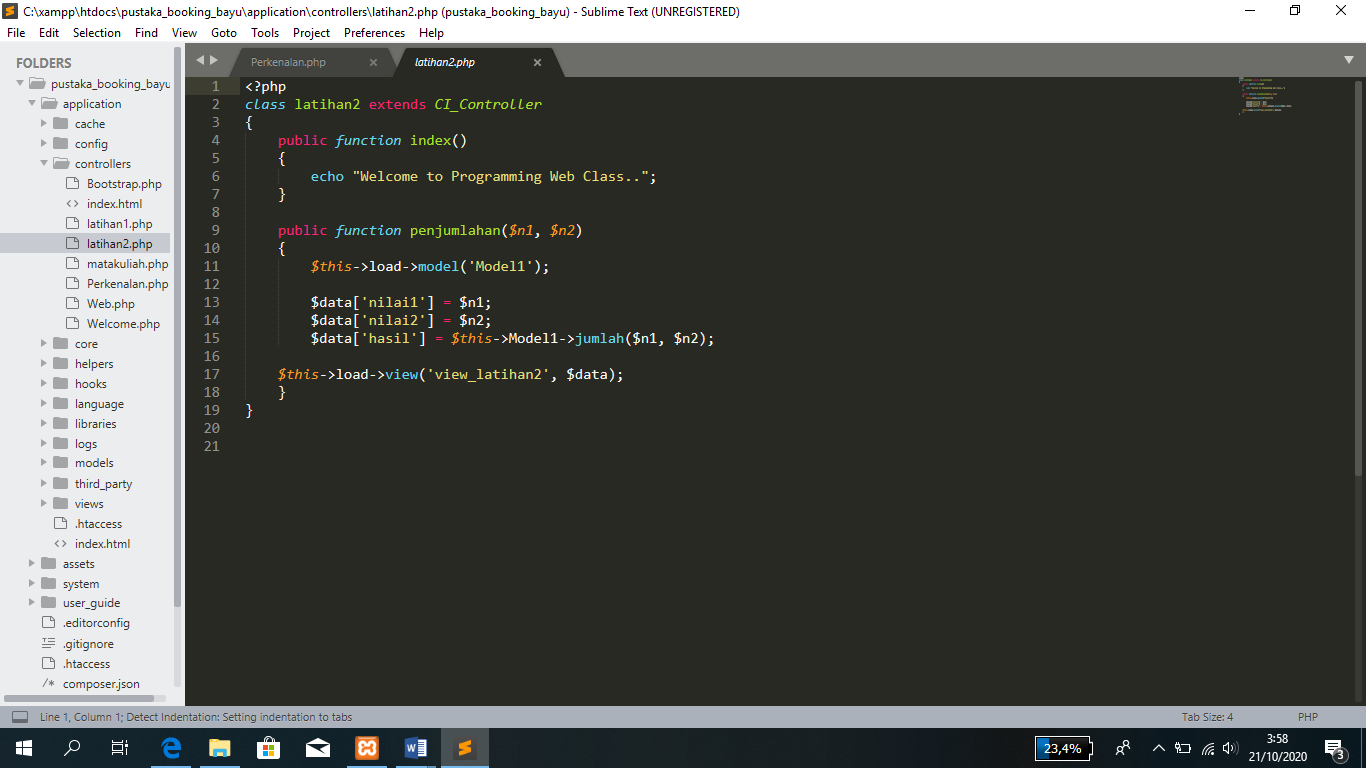 C:\xampp\htdocs\pustaka_booking_bayu\application\controllers\latihan2.php (pustaka_booking_bayu) - Sublime Text (UNREGISTERED)
File Edit Selection Find View Goto Tools Project Preferences Help
FOLDERS
pustaka_booking_bayu
application
cache
config
controllers
Bootstrap.php
index.html
latihan1.php
latihan2.php
matakuliah.php
Perkenalan.php
Web.php
Welcome.php
core
helpers
hooks
language
libraries
logs
models
third_party
views
.htaccess
index.html
assets
system
user_guide
.editorconfig
.gitignore
.htaccess
composer.json
Perkenalan.php latihan2.php
1 <?php
2 class latihan2 extends CI_Controller
3 {
4     public function index()
5     {
6         echo "Welcome to Programming Web Class..";
7     }
8
9     public function penjumlahan($n1, $n2)
10     {
11         $this->load->model('Model1');
12
13         $data['nilai1'] = $n1;
14         $data['nilai2'] = $n2;
15         $data['hasil'] = $this->Model1->jumlah($n1, $n2);
16
17     $this->load->view('view_latihan2', $data);
18     }
19 }
20
21
Line 1, Column 1; Detect Indentation: Setting indentation to tabs Tab Size: 4 PHP
23,4% 3:58
21/10/2020 3